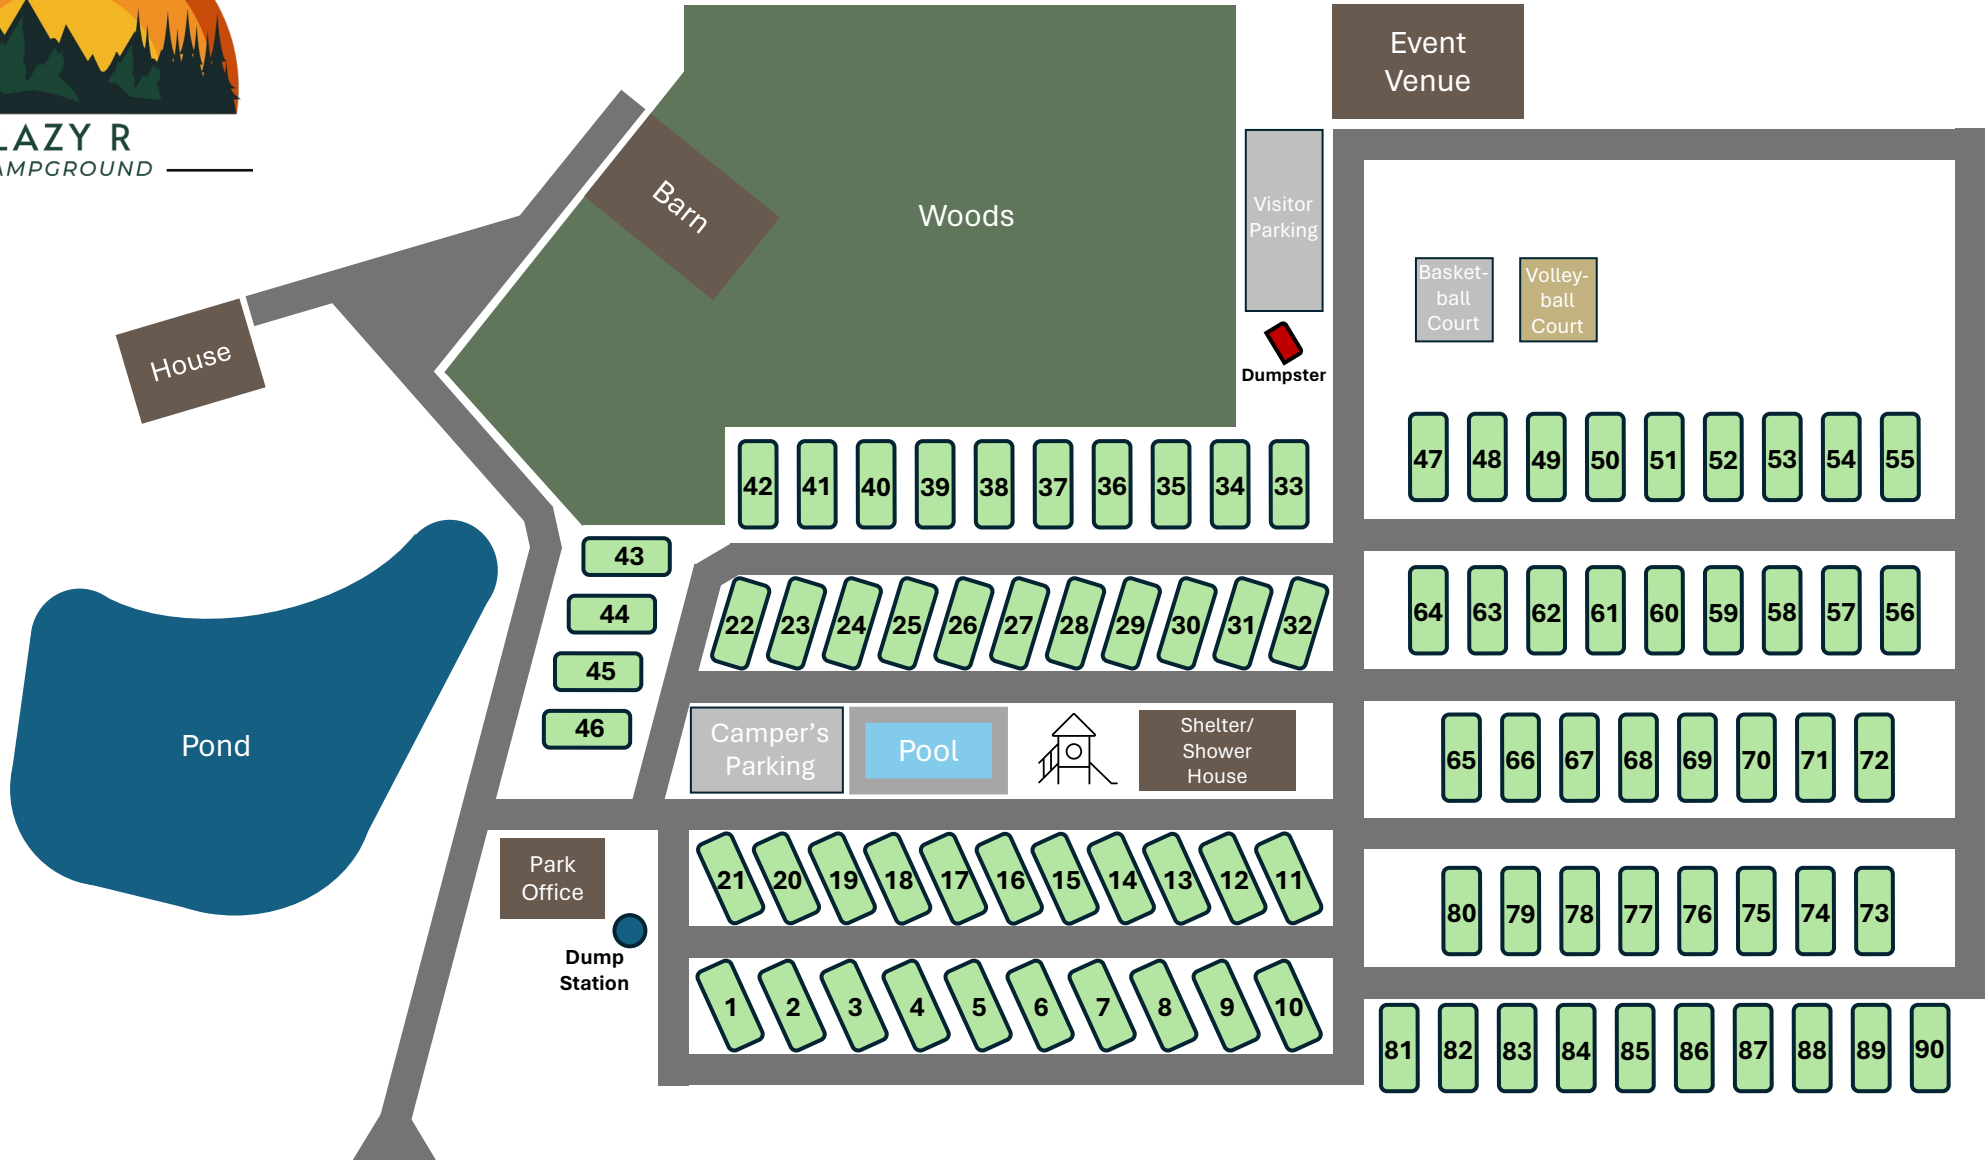 LAZY R
AMPGROUND
Event
Venue
Barn
Woods
Visitor
Parking
House
Basket-
ball
Court
Volley-
ball
Court
Dumpster
47 48 49 50 51 52 53 54 55
42 41 40 39 38 37 36 35 34 33
43
44
45
46
22 23 24 25 26 27 28 29 30 31 32
64 63 62 61 60 59 58 57 56
Pond
Camper's
Parking
Pool
Shelter/
Shower
House
65 66 67 68 69 70 71 72
Park
Office
Dump
Station
21 20 19 18 17 16 15 14 13 12 11
80 79 78 77 76 75 74 73
1 2 3 4 5 6 7 8 9 10
81 82 83 84 85 86 87 88 89 90